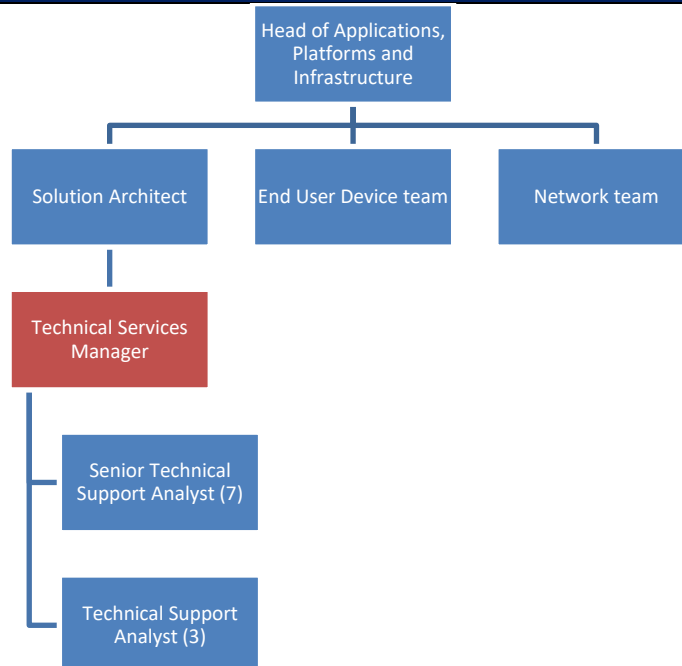 Head of Applications,
Platforms and
Infrastructure
Solution Architect
End User Device team
Network team
Technical Services
Manager
Senior Technical
Support Analyst (7)
Technical Support
Analyst (3)